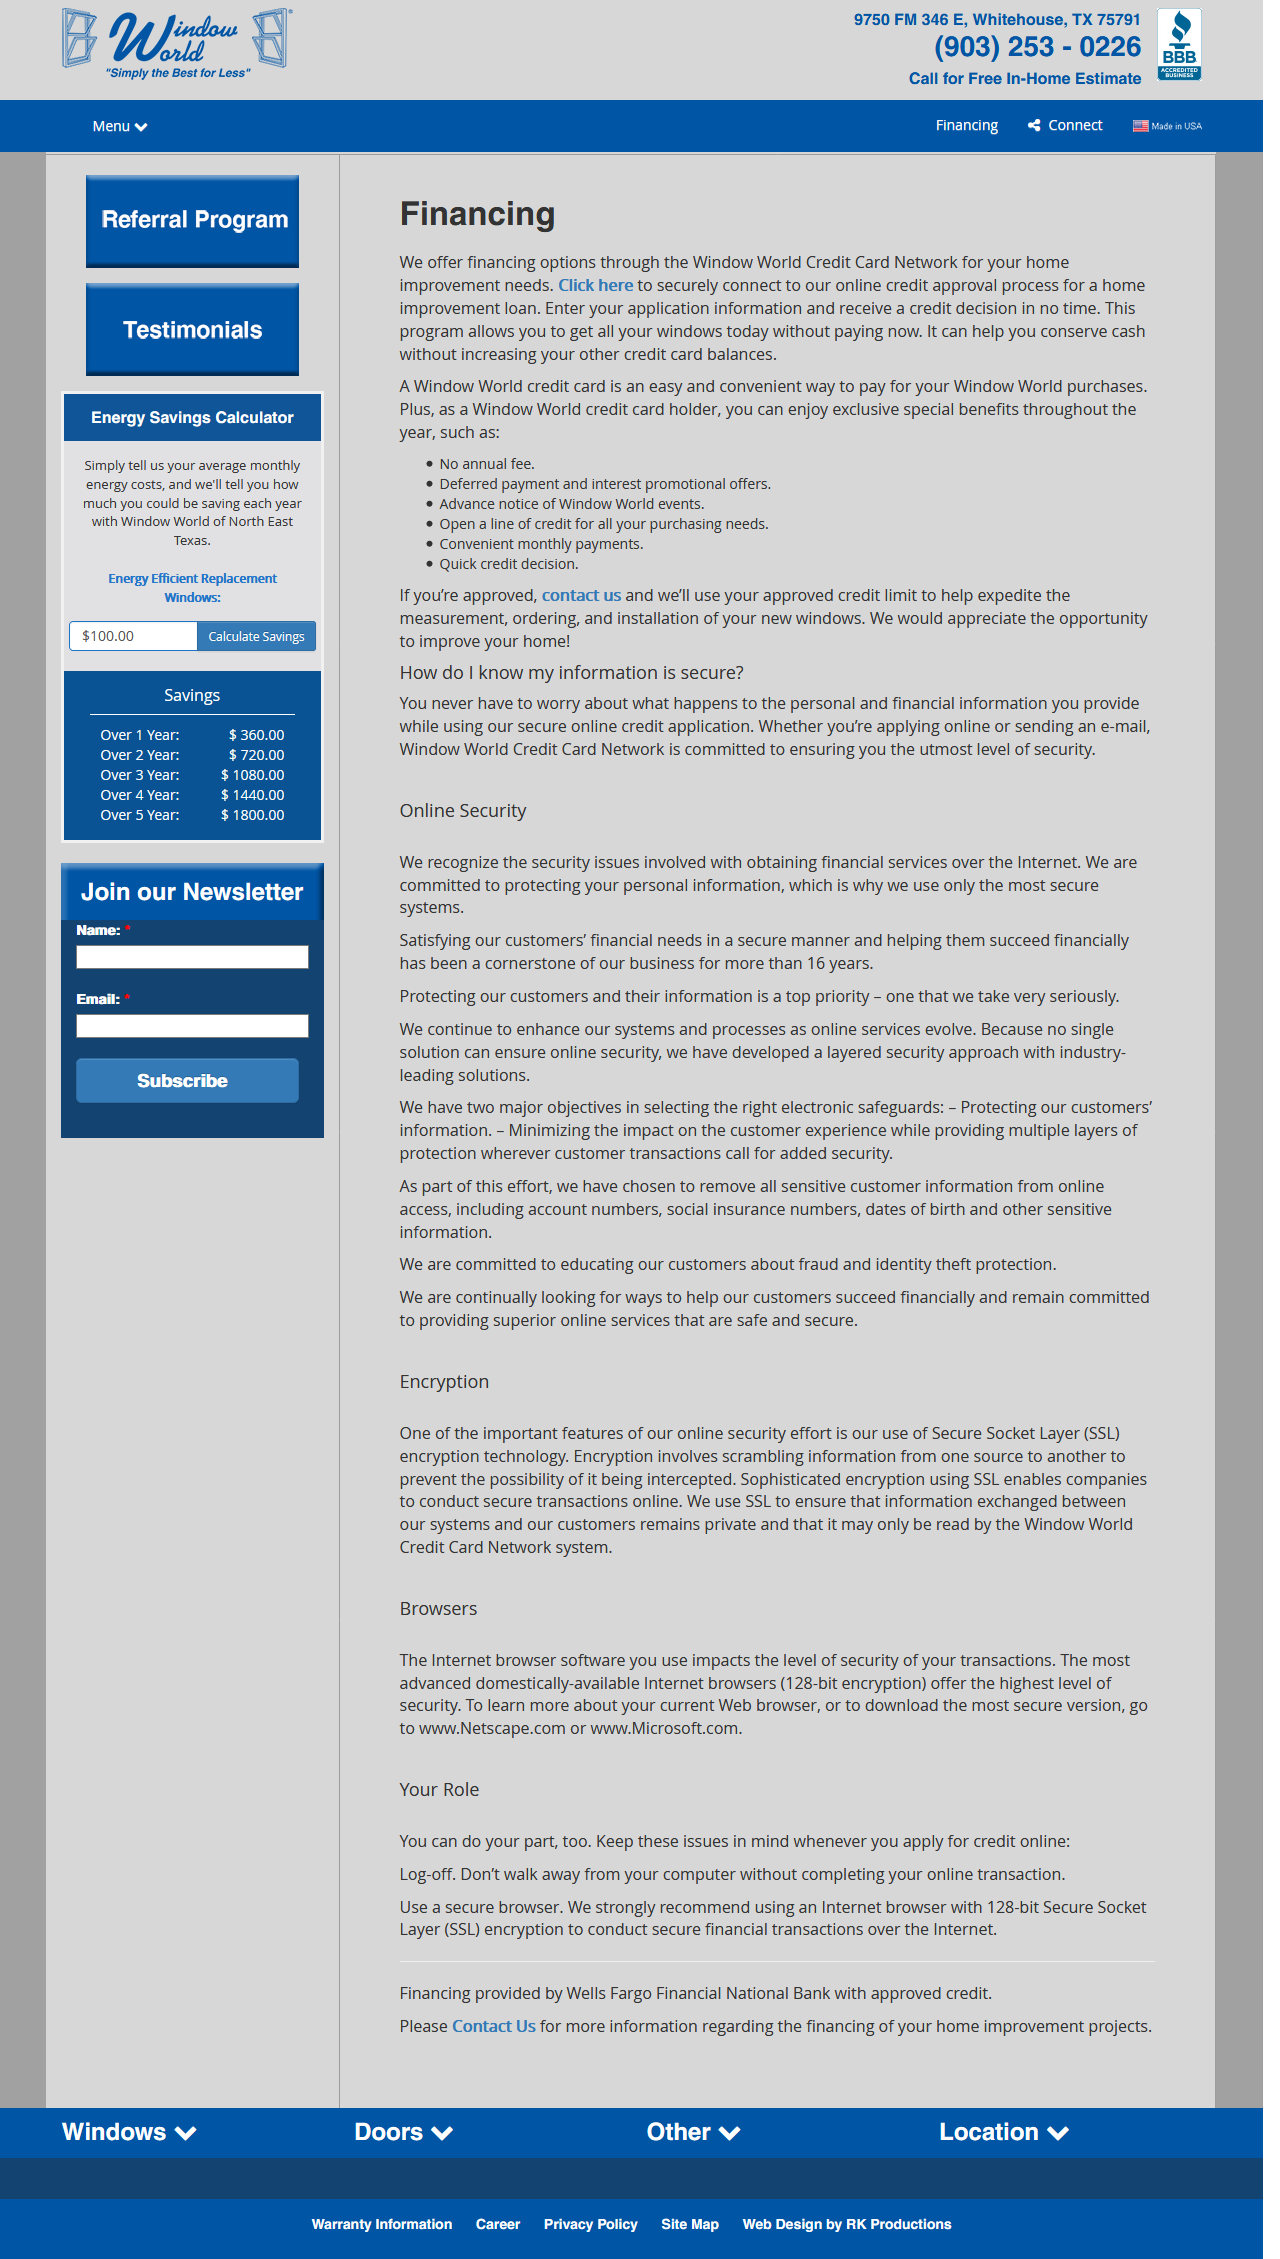 Window World
"Simply the Best for Less"
9750 FM 346 E, Whitehouse, TX 75791
(903) 253 - 0226
Call for Free In-Home Estimate
BBB
ACCREDITED
BUSINESS
Menu
Financing
Connect
Made in USA
Referral Program
Testimonials
Energy Savings Calculator
Simply tell us your average monthly
energy costs, and we'll tell you how
much you could be saving each year
with Window World of North East
Texas.
Energy Efficient Replacement
Windows:
$100.00 Calculate Savings
Savings
Over 1 Year: $ 360.00
Over 2 Year: $ 720.00
Over 3 Year: $ 1080.00
Over 4 Year: $ 1440.00
Over 5 Year: $ 1800.00
Join our Newsletter
Name: *
Email: *
Subscribe
Financing
We offer financing options through the Window World Credit Card Network for your home
improvement needs. Click here to securely connect to our online credit approval process for a home
improvement loan. Enter your application information and receive a credit decision in no time. This
program allows you to get all your windows today without paying now. It can help you conserve cash
without increasing your other credit card balances.
A Window World credit card is an easy and convenient way to pay for your Window World purchases.
Plus, as a Window World credit card holder, you can enjoy exclusive special benefits throughout the
year, such as:
• No annual fee.
• Deferred payment and interest promotional offers.
• Advance notice of Window World events.
• Open a line of credit for all your purchasing needs.
• Convenient monthly payments.
• Quick credit decision.
If you’re approved, contact us and we’ll use your approved credit limit to help expedite the
measurement, ordering, and installation of your new windows. We would appreciate the opportunity
to improve your home!
How do I know my information is secure?
You never have to worry about what happens to the personal and financial information you provide
while using our secure online credit application. Whether you’re applying online or sending an e-mail,
Window World Credit Card Network is committed to ensuring you the utmost level of security.
Online Security
We recognize the security issues involved with obtaining financial services over the Internet. We are
committed to protecting your personal information, which is why we use only the most secure
systems.
Satisfying our customers’ financial needs in a secure manner and helping them succeed financially
has been a cornerstone of our business for more than 16 years.
Protecting our customers and their information is a top priority – one that we take very seriously.
We continue to enhance our systems and processes as online services evolve. Because no single
solution can ensure online security, we have developed a layered security approach with industry-
leading solutions.
We have two major objectives in selecting the right electronic safeguards: – Protecting our customers’
information. – Minimizing the impact on the customer experience while providing multiple layers of
protection wherever customer transactions call for added security.
As part of this effort, we have chosen to remove all sensitive customer information from online
access, including account numbers, social insurance numbers, dates of birth and other sensitive
information.
We are committed to educating our customers about fraud and identity theft protection.
We are continually looking for ways to help our customers succeed financially and remain committed
to providing superior online services that are safe and secure.
Encryption
One of the important features of our online security effort is our use of Secure Socket Layer (SSL)
encryption technology. Encryption involves scrambling information from one source to another to
prevent the possibility of it being intercepted. Sophisticated encryption using SSL enables companies
to conduct secure transactions online. We use SSL to ensure that information exchanged between
our systems and our customers remains private and that it may only be read by the Window World
Credit Card Network system.
Browsers
The Internet browser software you use impacts the level of security of your transactions. The most
advanced domestically-available Internet browsers (128-bit encryption) offer the highest level of
security. To learn more about your current Web browser, or to download the most secure version, go
to www.Netscape.com or www.Microsoft.com.
Your Role
You can do your part, too. Keep these issues in mind whenever you apply for credit online:
Log-off. Don’t walk away from your computer without completing your online transaction.
Use a secure browser. We strongly recommend using an Internet browser with 128-bit Secure Socket
Layer (SSL) encryption to conduct secure financial transactions over the Internet.
Financing provided by Wells Fargo Financial National Bank with approved credit.
Please Contact Us for more information regarding the financing of your home improvement projects.
Windows Doors Other Location
Warranty Information Career Privacy Policy Site Map Web Design by RK Productions